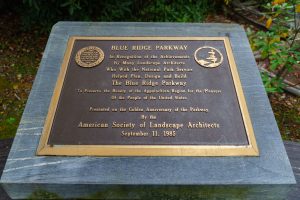 BLUE RIDGE PARKWAY
In Recognition of the Achievements
By Many Landscape Architects
Who With the National Park Service
Helped Plan, Design and Build
The Blue Ridge Parkway
To Preserve the Beauty of the Appalachian Region for the Pleasure
Of the People of the United States
Presented on the Golden Anniversary of the Parkway
By the
American Society of Landscape Architects
September 11, 1985